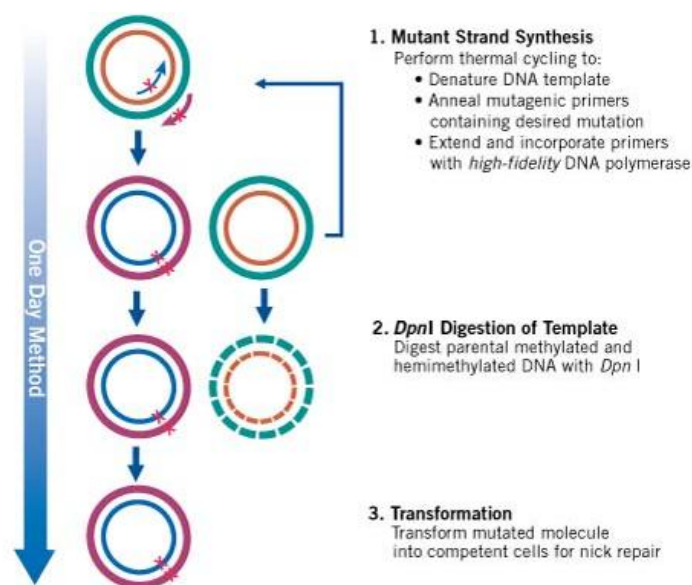 1. Mutant Strand Synthesis
Perform thermal cycling to:
• Denature DNA template
• Anneal mutagenic primers
containing desired mutation
• Extend and incorporate primers
with high-fidelity DNA polymerase
One Day Method
2. DpnI Digestion of Template
Digest parental methylated and
hemimethylated DNA with Dpn I
3. Transformation
Transform mutated molecule
into competent cells for nick repair